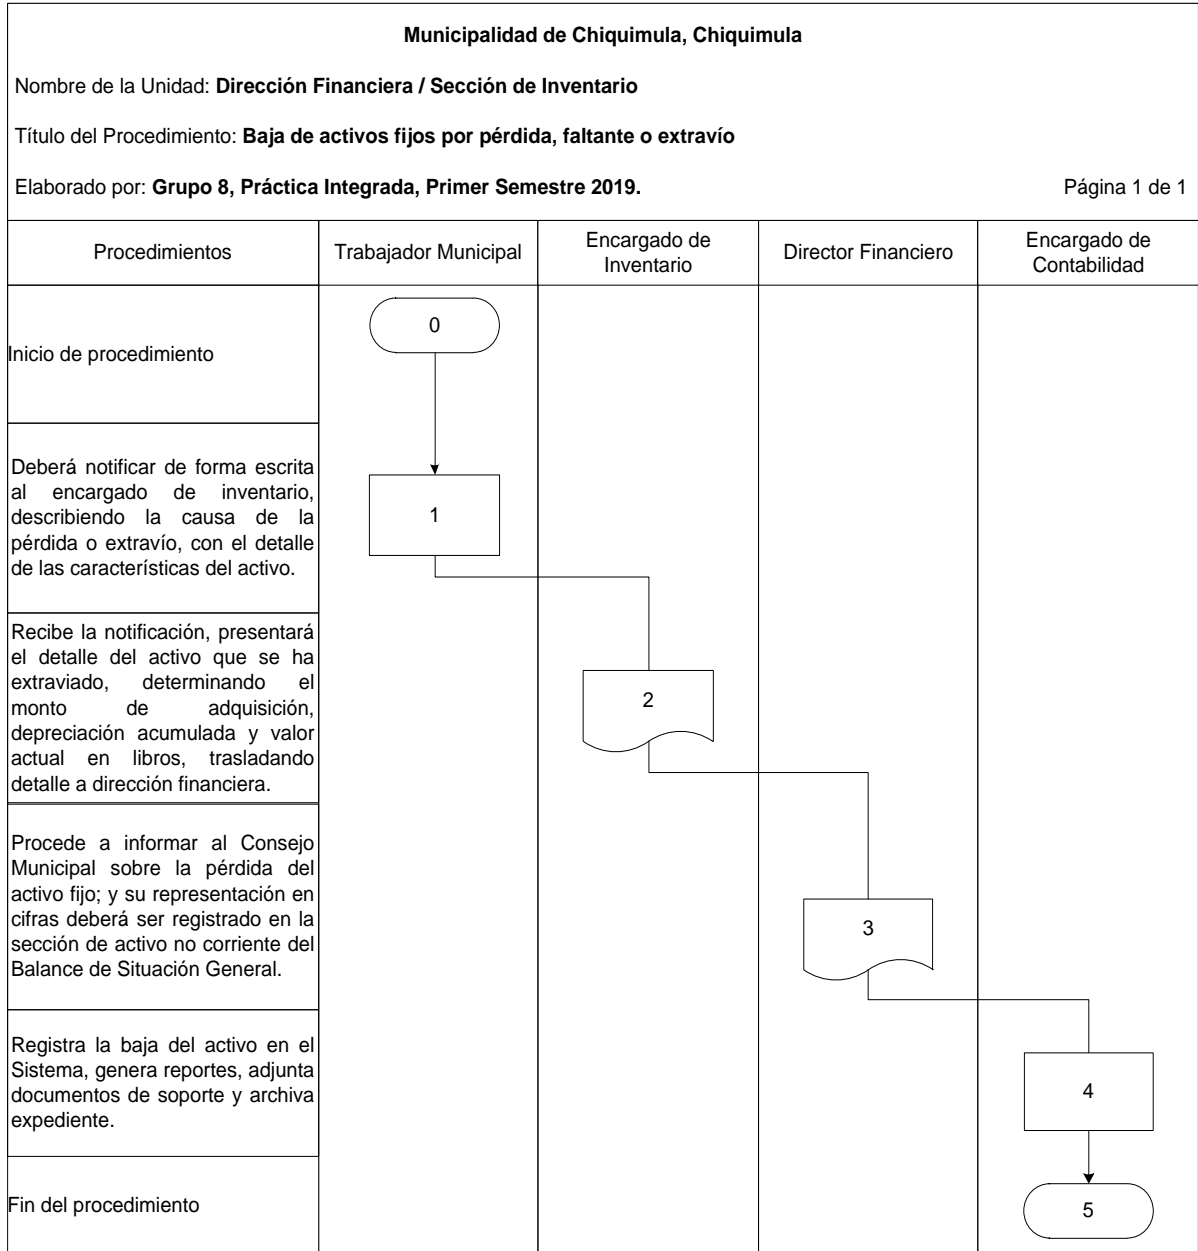 Municipalidad de Chiquimula, Chiquimula
Nombre de la Unidad: Dirección Financiera / Sección de Inventario
Título del Procedimiento: Baja de activos fijos por pérdida, faltante o extravío
Elaborado por: Grupo 8, Práctica Integrada, Primer Semestre 2019.
Página 1 de 1
Procedimientos
Trabajador Municipal
Encargado de
Inventario
Director Financiero
Encargado de
Contabilidad
Inicio de procedimiento
0
Deberá notificar de forma escrita
al encargado de inventario,
describiendo la causa de la
pérdida o extravío, con el detalle
de las características del activo.
1
Recibe la notificación, presentará
el detalle del activo que se ha
extraviado, determinando el
monto de adquisición,
depreciación acumulada y valor
actual en libros, trasladando
detalle a dirección financiera.
2
Procede a informar al Consejo
Municipal sobre la pérdida del
activo fijo; y su representación en
cifras deberá ser registrado en la
sección de activo no corriente del
Balance de Situación General.
3
Registra la baja del activo en el
Sistema, genera reportes, adjunta
documentos de soporte y archiva
expediente.
4
Fin del procedimiento
5